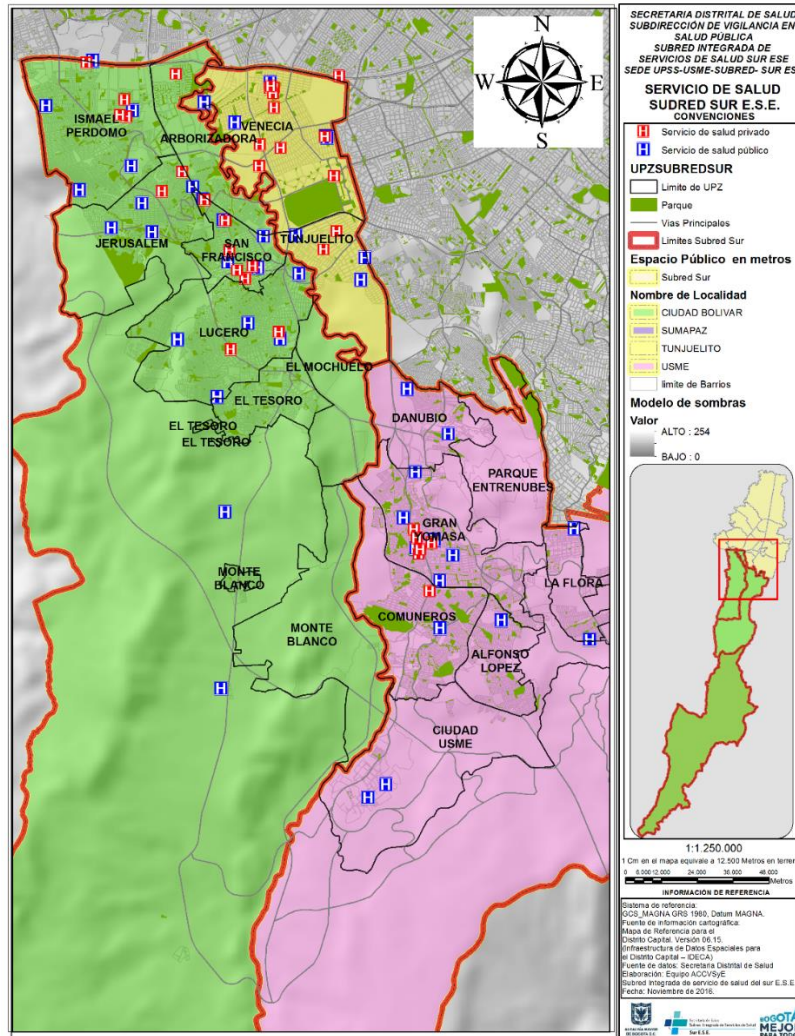 N
W
E
S
ISMAEL
PERDOMO
ARBORIZADORA
VENECIA
JERUSALEM
SAN
FRANCISCO
TUNJUELITO
LUCERO
EL MOCHUELO
EL TESORO
EL TESORO
EL TESORO
DANUBIO
PARQUE
ENTRENUBES
GRAN
YOMASA
LA FLORA
MONTE
BLANCO
MONTE
BLANCO
COMUNEROS
ALFONSO
LOPEZ
CIUDAD
USME
SECRETARIA DISTRITAL DE SALUD
SUBDIRECCIÓN DE VIGILANCIA EN
SALUD PÚBLICA
SUBRED INTEGRADA DE
SERVICIOS DE SALUD SUR ESE
SEDE UPSS-USME-SUBRED- SUR ES
SERVICIO DE SALUD
SUDRED SUR E.S.E.
CONVENCIONES
H Servicio de salud privado
H Servicio de salud público
UPZSUBREDSUR
Limite de UPZ
Parque
Vias Principales
Limites Subred Sur
Espacio Público en metros
Subred Sur
Nombre de Localidad
CIUDAD BOLIVAR
SUMAPAZ
TUNJUELITO
USME
limite de Barrios
Modelo de sombras
Valor
ALTO : 254
BAJO : 0
1:1.250.000
1 Cm en el mapa equivale a 12.500 Metros en terren
0 6.000 12.000 24.000 36.000 48.000
Metros
INFORMACIÓN DE REFERENCIA
Sistema de referencia:
GCS_MAGNA GRS 1980, Datum MAGNA.
Fuente de información cartográfica:
Mapa de Referencia para el
Distrito Capital. Versión 06.15.
(Infraestructura de Datos Espaciales para
el Distrito Capital – IDECA)
Fuente de datos: Secretaria Distrital de Salud
Elaboración: Equipo ACCVSyE
Subred Integrada de servicio de salud del sur E.S.E
Fecha: Noviembre de 2016.
Sur E.S.E.
BOGOTÁ
MEJOR
PARA TODOS